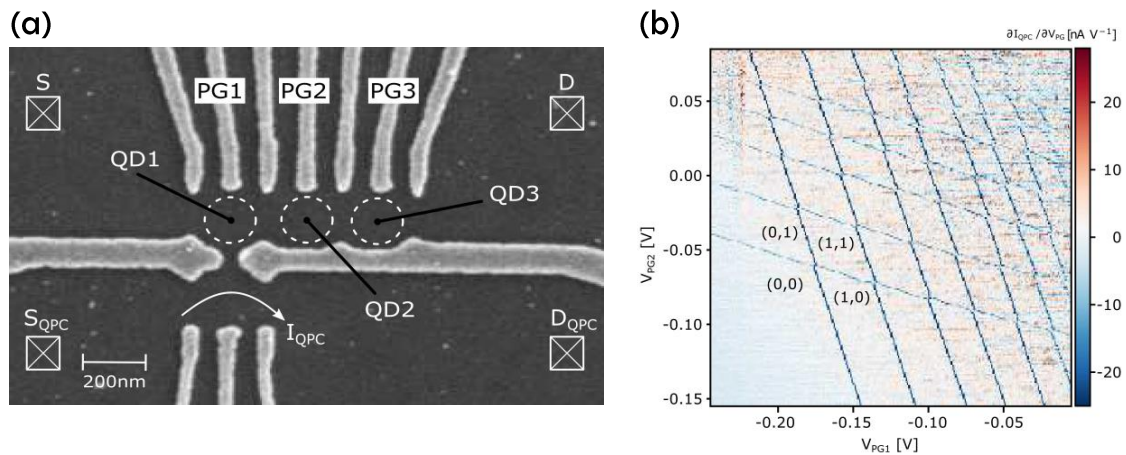 (a)
S
PG1
PG2
PG3
D
QD1
QD3
QD2
I_QPC
S_QPC
D_QPC
200nm
(b)
∂I_QPC /∂V_PG [nA V⁻¹]
V_PG2 [V]
0.05
0.00
-0.05
-0.10
-0.15
(0,1)
(1,1)
(0,0)
(1,0)
-0.20
-0.15
-0.10
-0.05
V_PG1 [V]
20
10
0
-10
-20